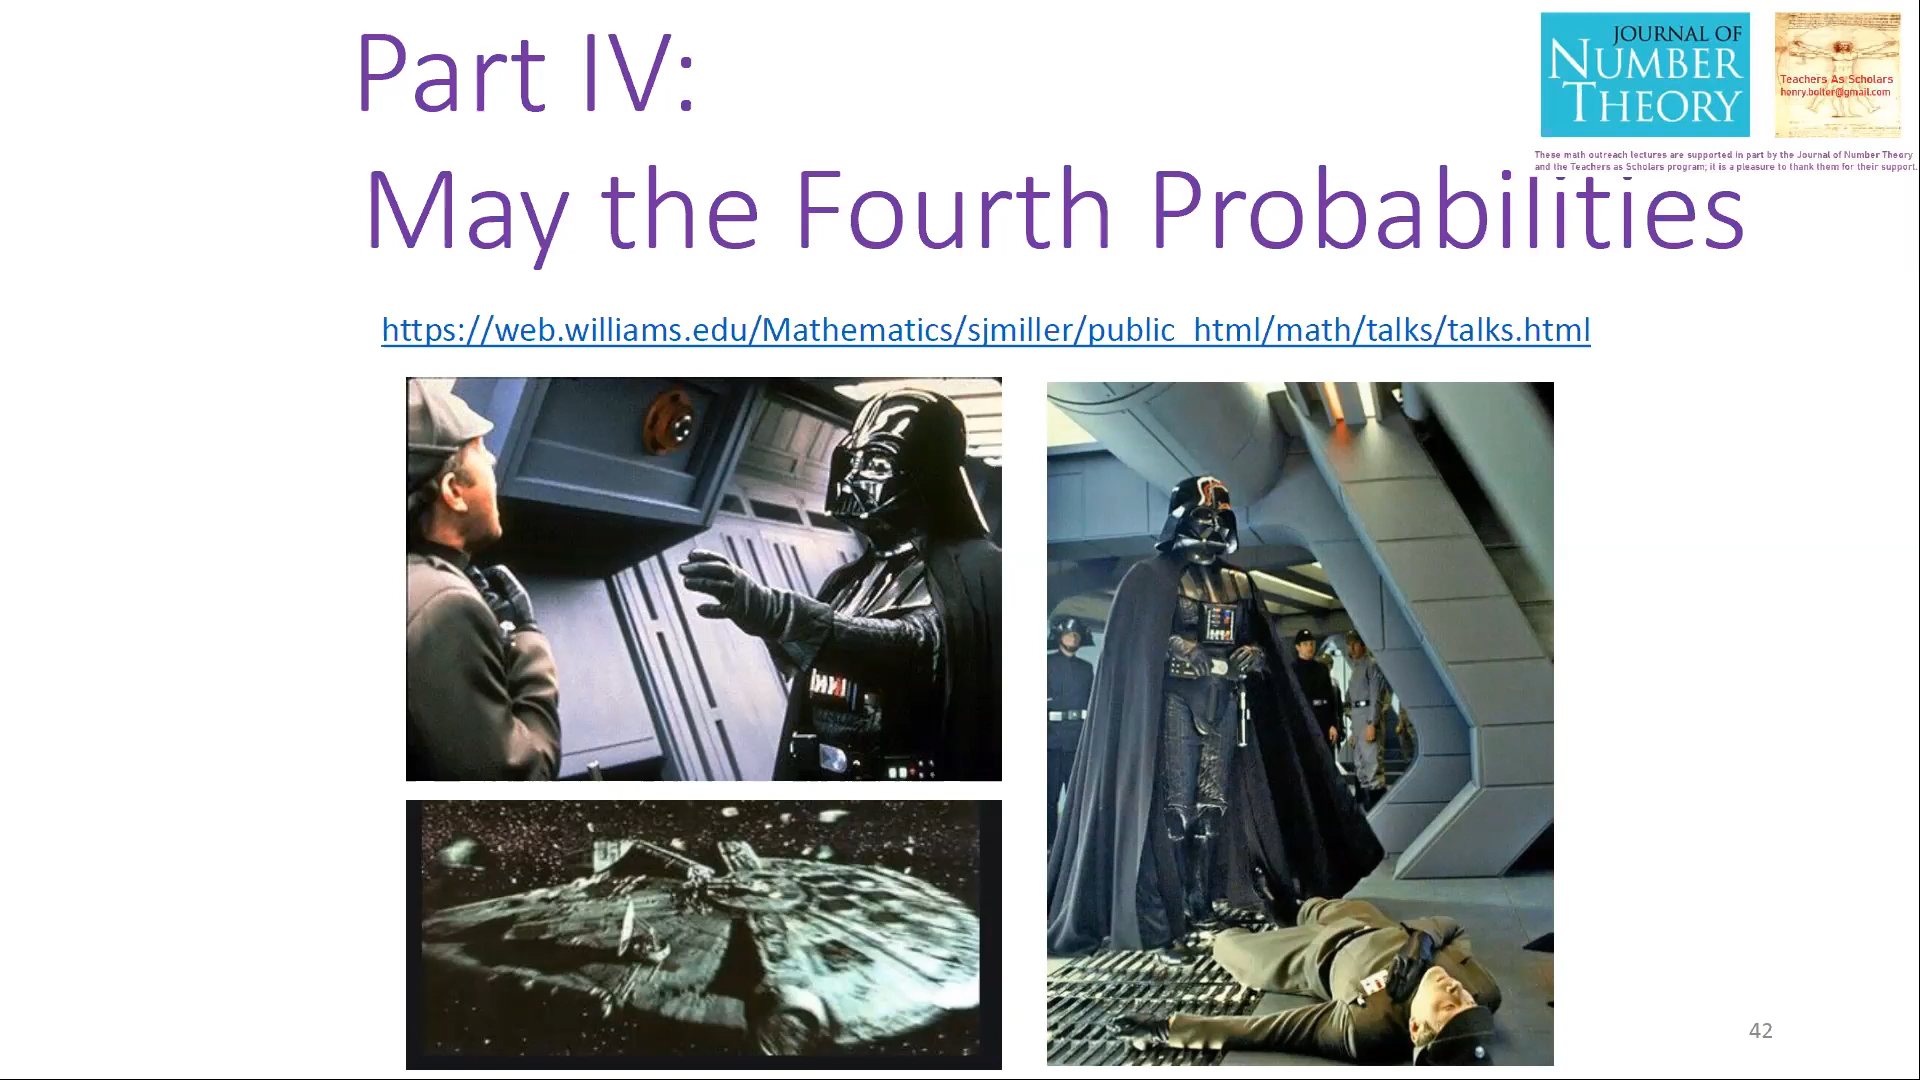 Part IV:
May the Fourth Probabilities
JOURNAL OF
NUMBER
THEORY
Teachers As Scholars
henry.bolter@gmail.com
These math outreach lectures are supported in part by the Journal of Number Theory
and the Teachers as Scholars program; it is a pleasure to thank them for their support.
https://web.williams.edu/Mathematics/sjmiller/public_html/math/talks/talks.html
42